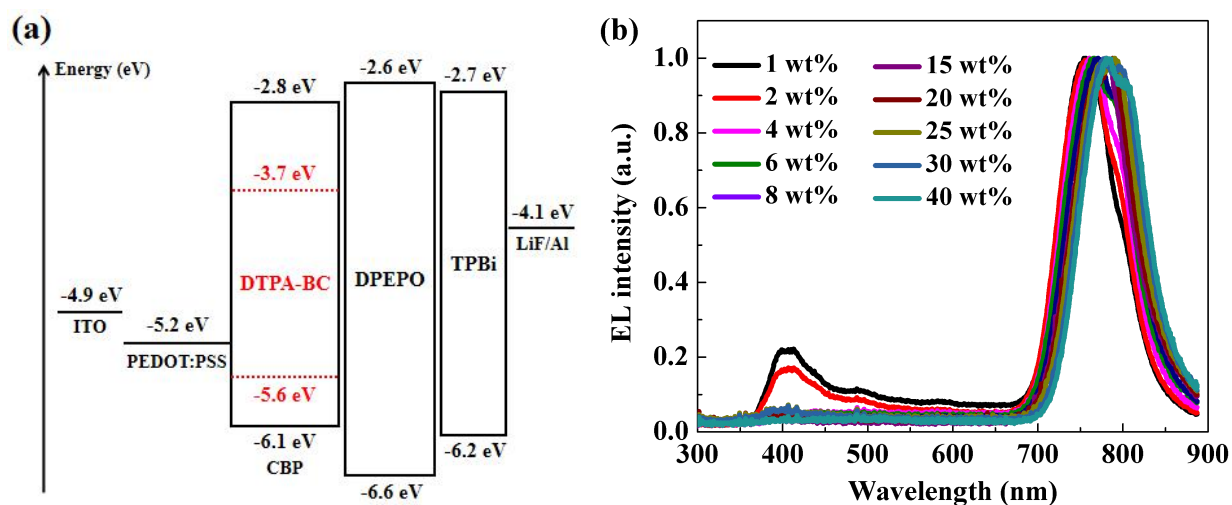 (a)
Energy (eV)
-2.8 eV
-2.6 eV
-2.7 eV
-3.7 eV
-4.1 eV
LiF/Al
DTPA-BC
DPEPO
TPBi
-4.9 eV
ITO
-5.2 eV
PEDOT:PSS
-5.6 eV
-6.1 eV
CBP
-6.2 eV
-6.6 eV
(b)
EL intensity (a.u.)
1.0
0.8
0.6
0.4
0.2
0.0
1 wt%
2 wt%
4 wt%
6 wt%
8 wt%
15 wt%
20 wt%
25 wt%
30 wt%
40 wt%
300 400 500 600 700 800 900
Wavelength (nm)